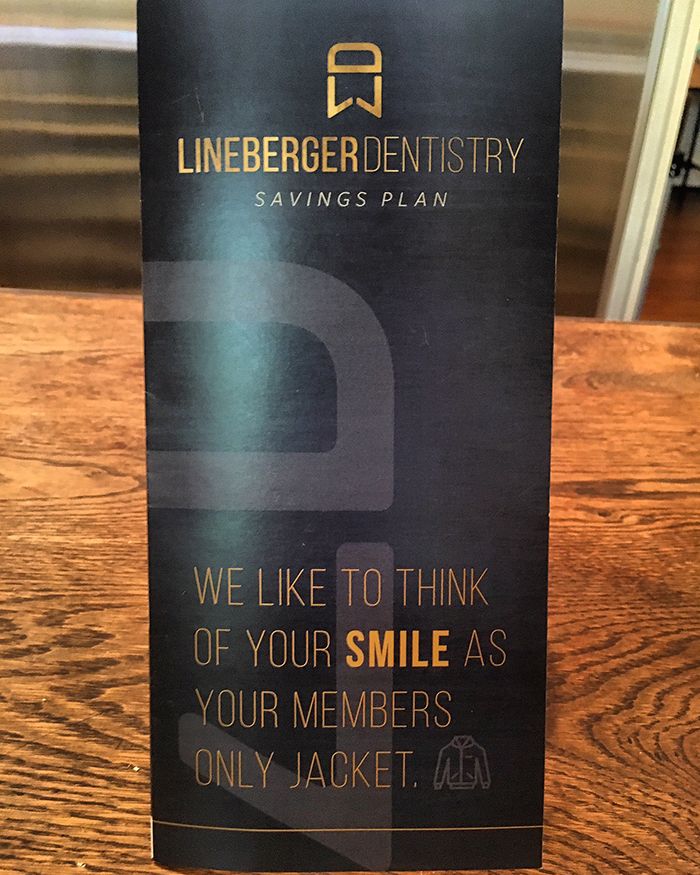 LINEBERGERDENTISTRY
SAVINGS PLAN
WE LIKE TO THINK
OF YOUR SMILE AS
YOUR MEMBERS
ONLY JACKET.